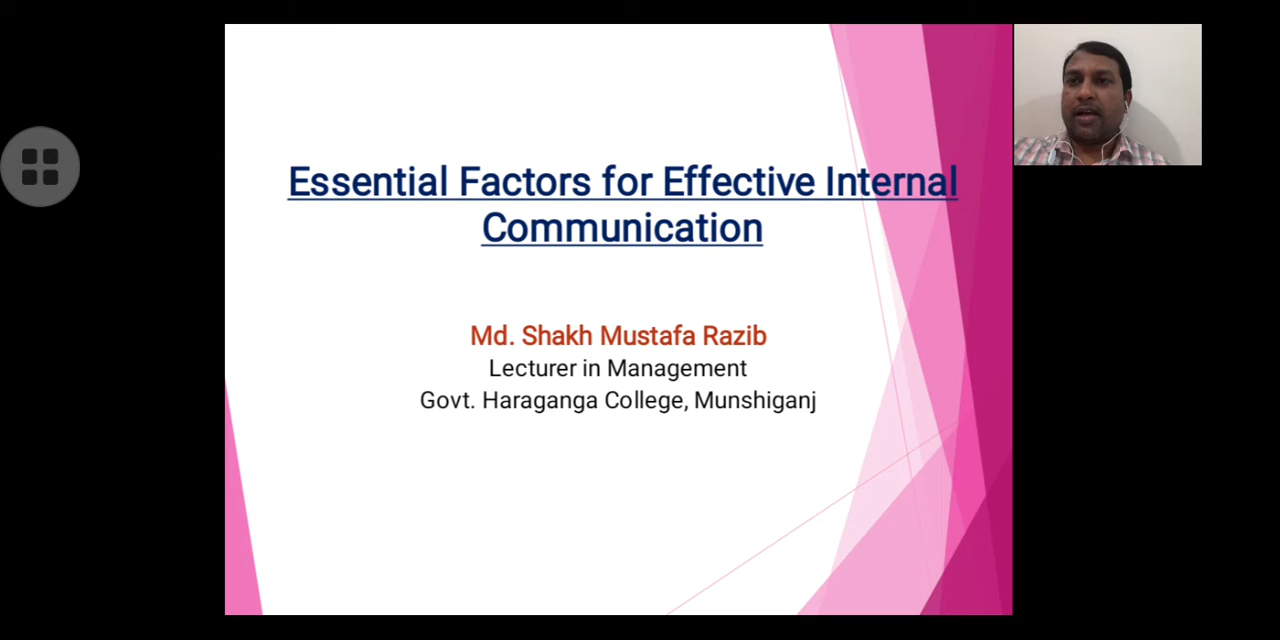 Essential Factors for Effective Internal
Communication
Md. Shakh Mustafa Razib
Lecturer in Management
Govt. Haraganga College, Munshiganj